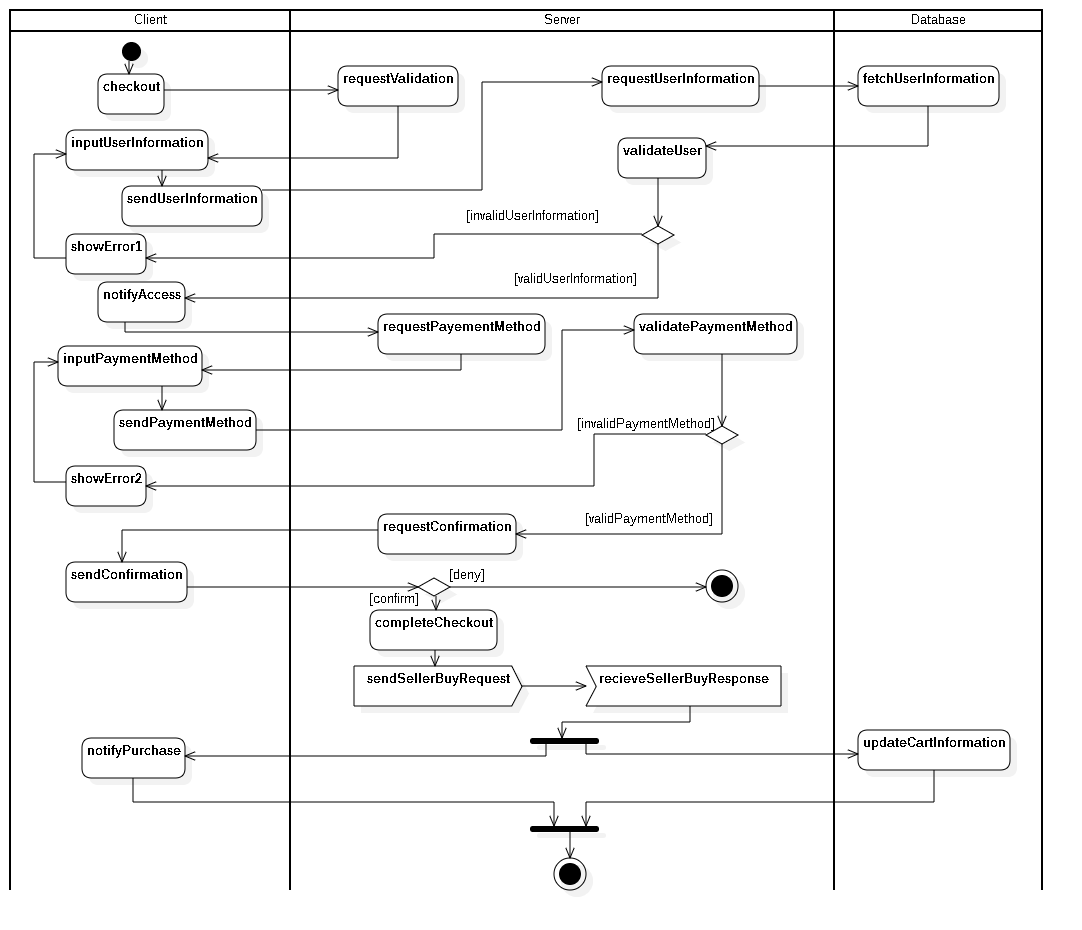 Client
Server
Database
checkout
requestValidation
requestUserInformation
fetchUserInformation
inputUserInformation
validateUser
sendUserInformation
[invalidUserInformation]
showError1
[validUserInformation]
notifyAccess
requestPayementMethod
validatePaymentMethod
inputPaymentMethod
sendPaymentMethod
[invalidPaymentMethod]
showError2
[validPaymentMethod]
requestConfirmation
sendConfirmation
[deny]
[confirm]
completeCheckout
sendSellerBuyRequest
recieveSellerBuyResponse
notifyPurchase
updateCartInformation